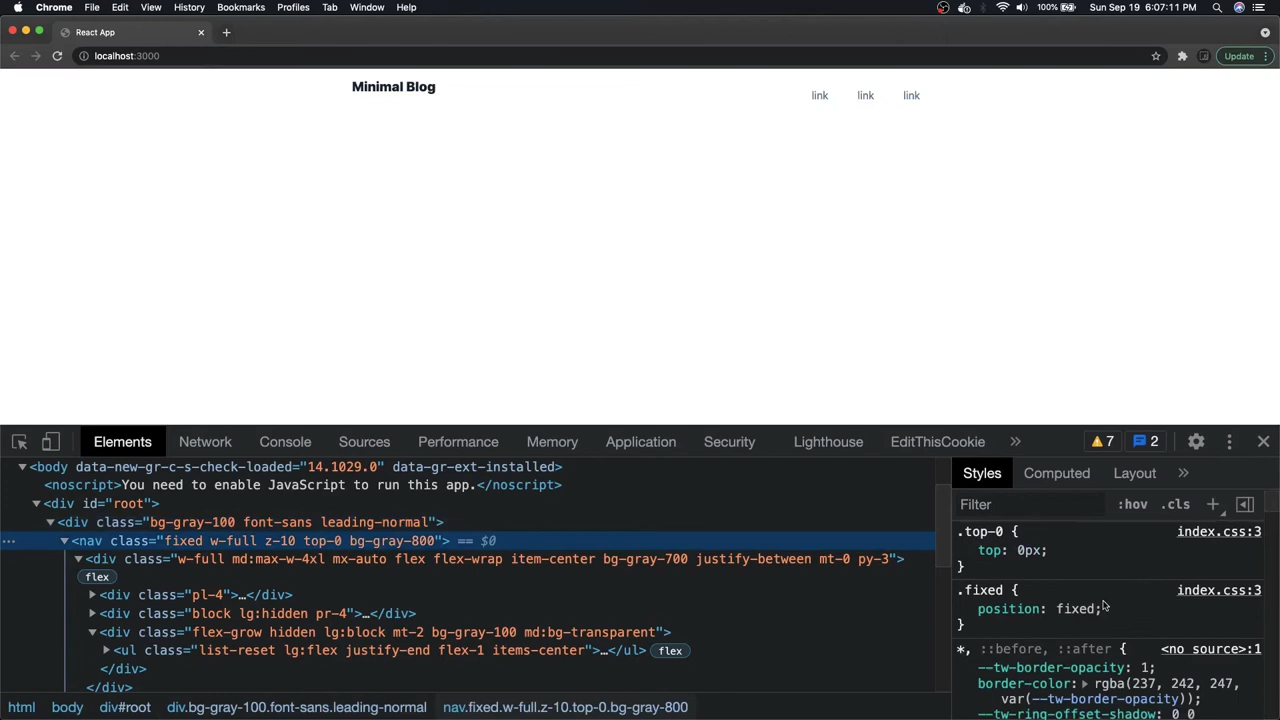 Chrome File Edit View History Bookmarks Profiles Tab Window Help 100% Sun Sep 19 6:07:11 PM
React App
localhost:3000 Update
Minimal Blog
link link link
Elements Network Console Sources Performance Memory Application Security Lighthouse EditThisCookie » 7 2
<body data-new-gr-c-s-check-loaded="14.1029.0" data-gr-ext-installed>
<noscript>You need to enable JavaScript to run this app.</noscript>
<div id="root">
<div class="bg-gray-100 font-sans leading-normal">
<nav class="fixed w-full z-10 top-0 bg-gray-800"> == $0
<div class="w-full md:max-w-4xl mx-auto flex flex-wrap item-center bg-gray-700 justify-between mt-0 py-3">
flex
<div class="pl-4">…</div>
<div class="block lg:hidden pr-4">…</div>
<div class="flex-grow hidden lg:block mt-2 bg-gray-100 md:bg-transparent">
<ul class="list-reset lg:flex justify-end flex-1 items-center">…</ul> flex
</div>
</div>
html body div#root div.bg-gray-100.font-sans.leading-normal nav.fixed.w-full.z-10.top-0.bg-gray-800
Styles Computed Layout »
Filter :hov .cls +
.top-0 { index.css:3
top: 0px;
}
.fixed { index.css:3
position: fixed;
}
*, ::before, ::after { <no source>:1
--tw-border-opacity: 1;
border-color: rgba(237, 242, 247,
var(--tw-border-opacity));
--tw-ring-offset-shadow: 0 0